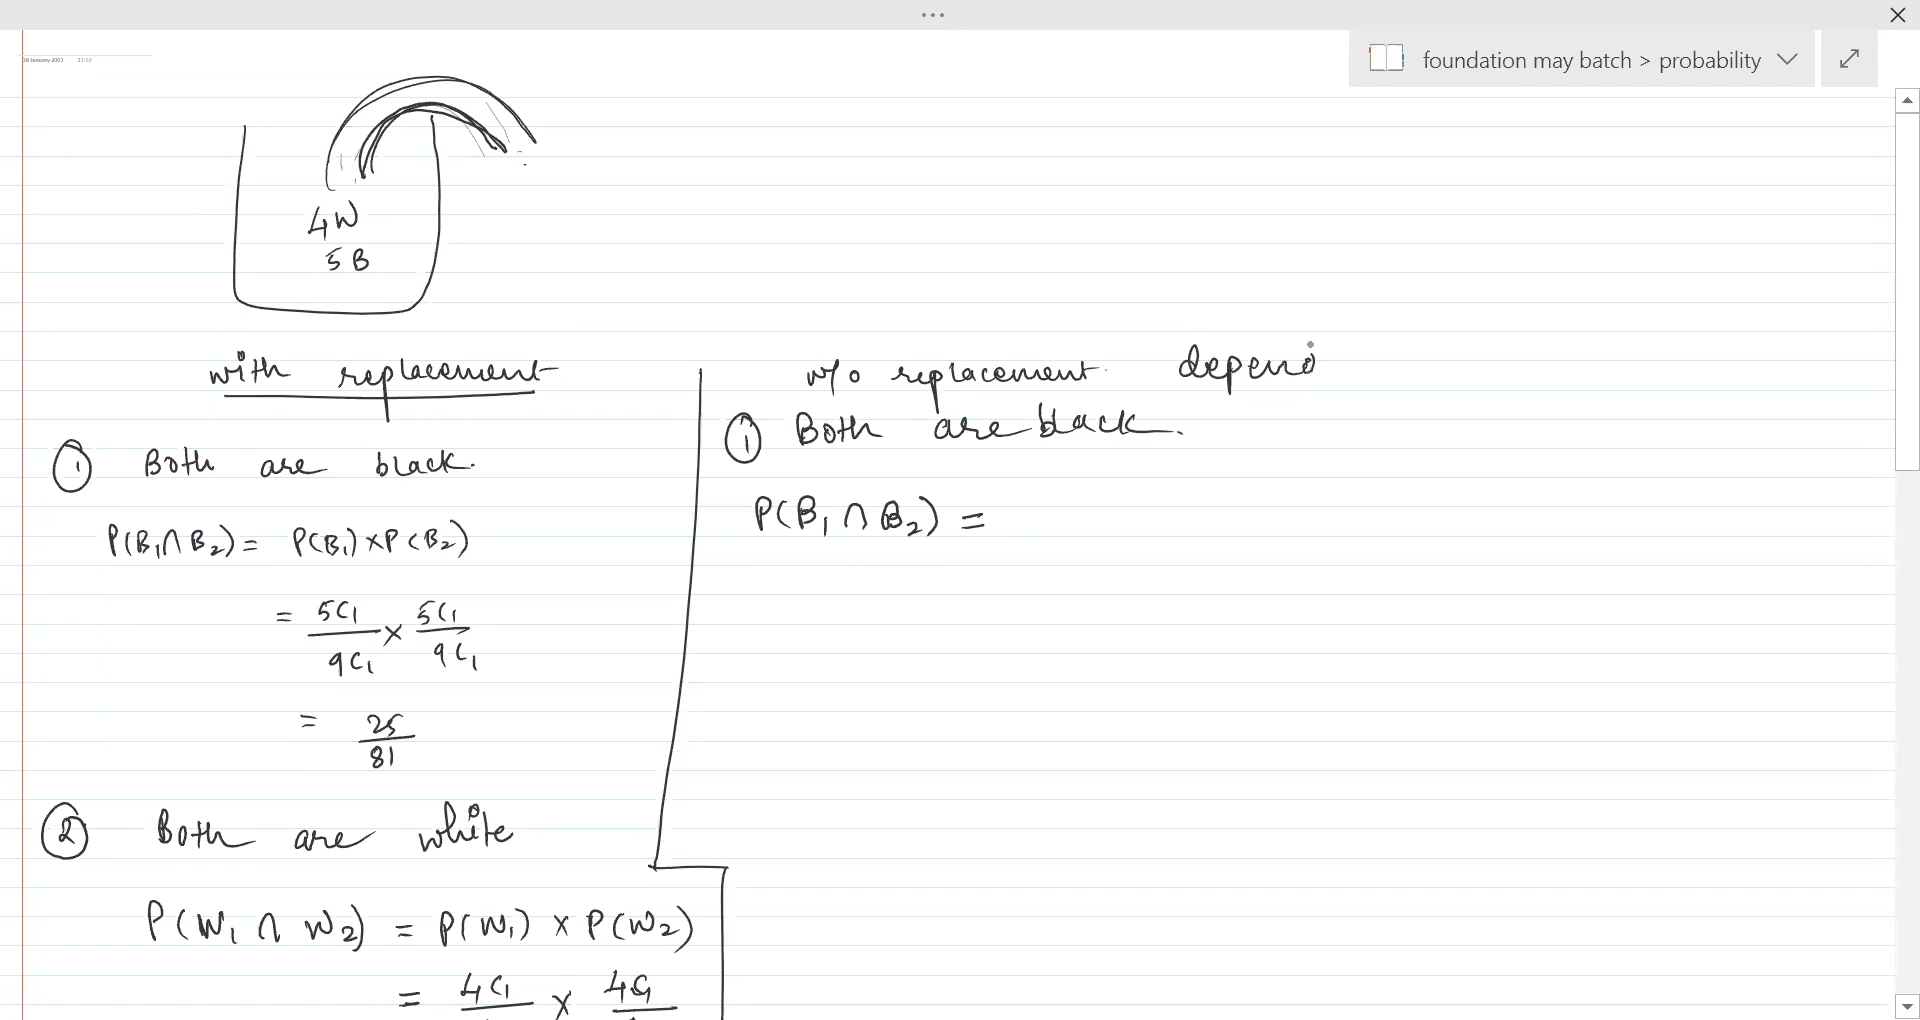 foundation may batch > probability
4W
5B
with replacement
① Both are black.
P(B₁∩B₂) = P(B₁)×P(B₂)
= 5C₁/9C₁ × 5C₁/9C₁
= 25/81
② Both are white
P(W₁ ∩ W₂) = P(W₁) × P(W₂)
= 4C₁ × 4C₁
w/o replacement. depend
① Both are black.
P(B₁ ∩ B₂) =